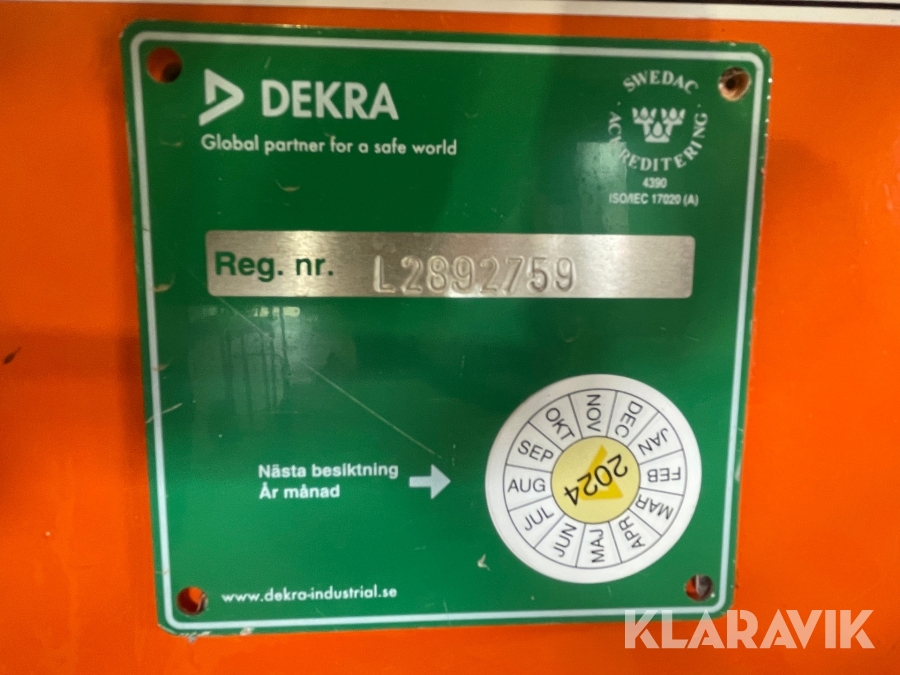 DEKRA
Global partner for a safe world
SWEDAC
ACKREDITERING
4390
ISO/IEC 17020 (A)
Reg. nr. L2892759
Nästa besiktning
År månad
JAN
FEB
MAR
APR
MAJ
JUN
JUL
AUG
SEP
OKT
NOV
DEC
2024
www.dekra-industrial.se
KLARAVIK